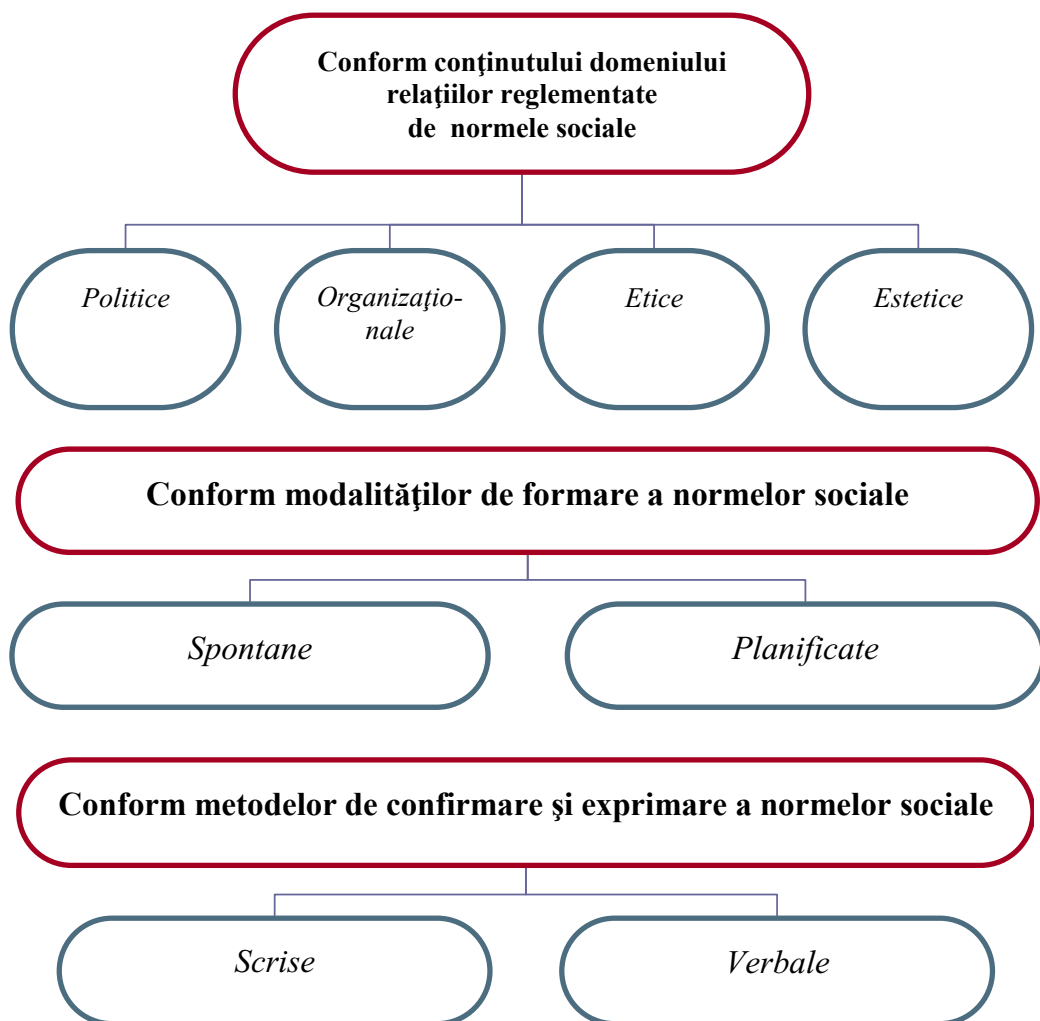 Conform conţinutului domeniului
relaţiilor reglementate
de normele sociale
Politice
Organizaţio-
nale
Etice
Estetice
Conform modalităţilor de formare a normelor sociale
Spontane
Planificate
Conform metodelor de confirmare şi exprimare a normelor sociale
Scrise
Verbale